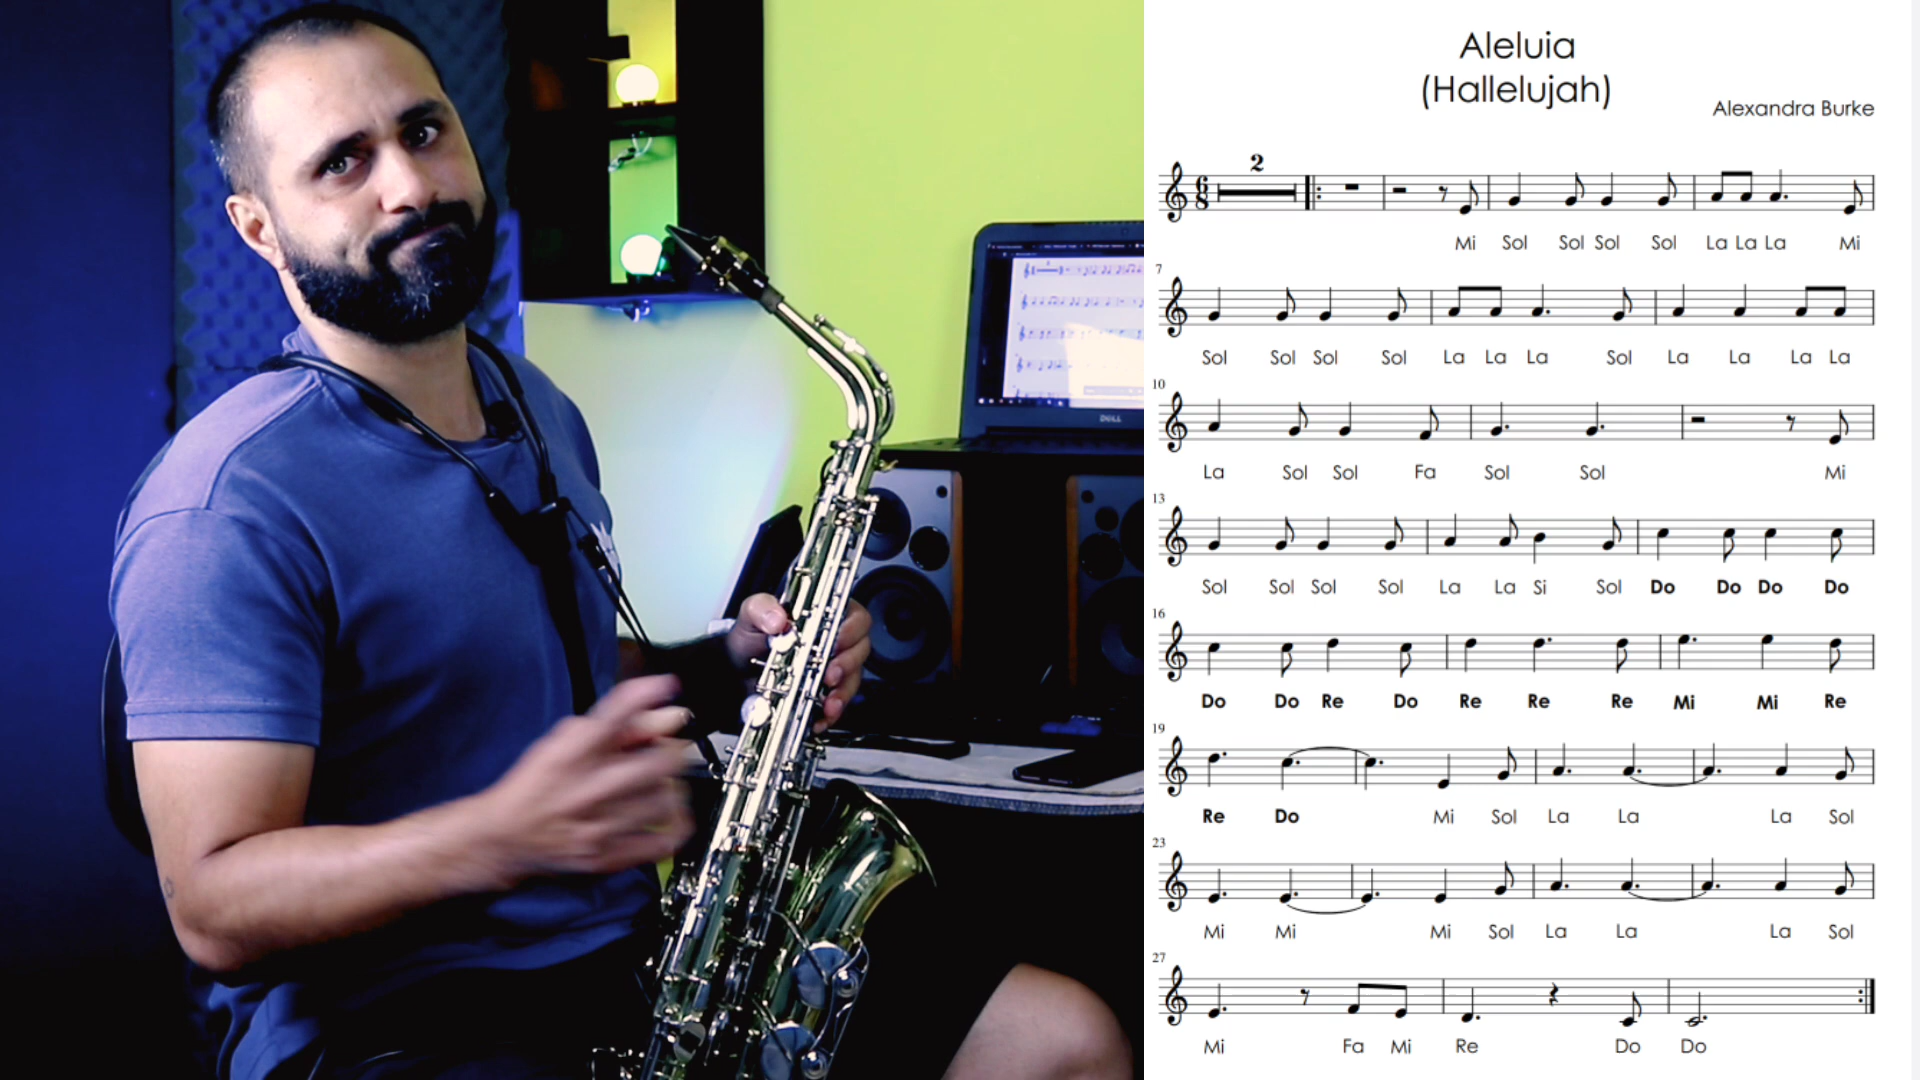 Aleluia
(Hallelujah)
Alexandra Burke
2
6
8
Mi Sol Sol Sol Sol La La La Mi
7
Sol Sol Sol Sol La La La Sol La La La La
10
La Sol Sol Fa Sol Sol Mi
13
Sol Sol Sol Sol La La Si Sol Do Do Do Do
16
Do Do Re Do Re Re Re Mi Mi Re
19
Re Do Mi Sol La La La Sol
23
Mi Mi Mi Sol La La La Sol
27
Mi Fa Mi Re Do Do
DELL